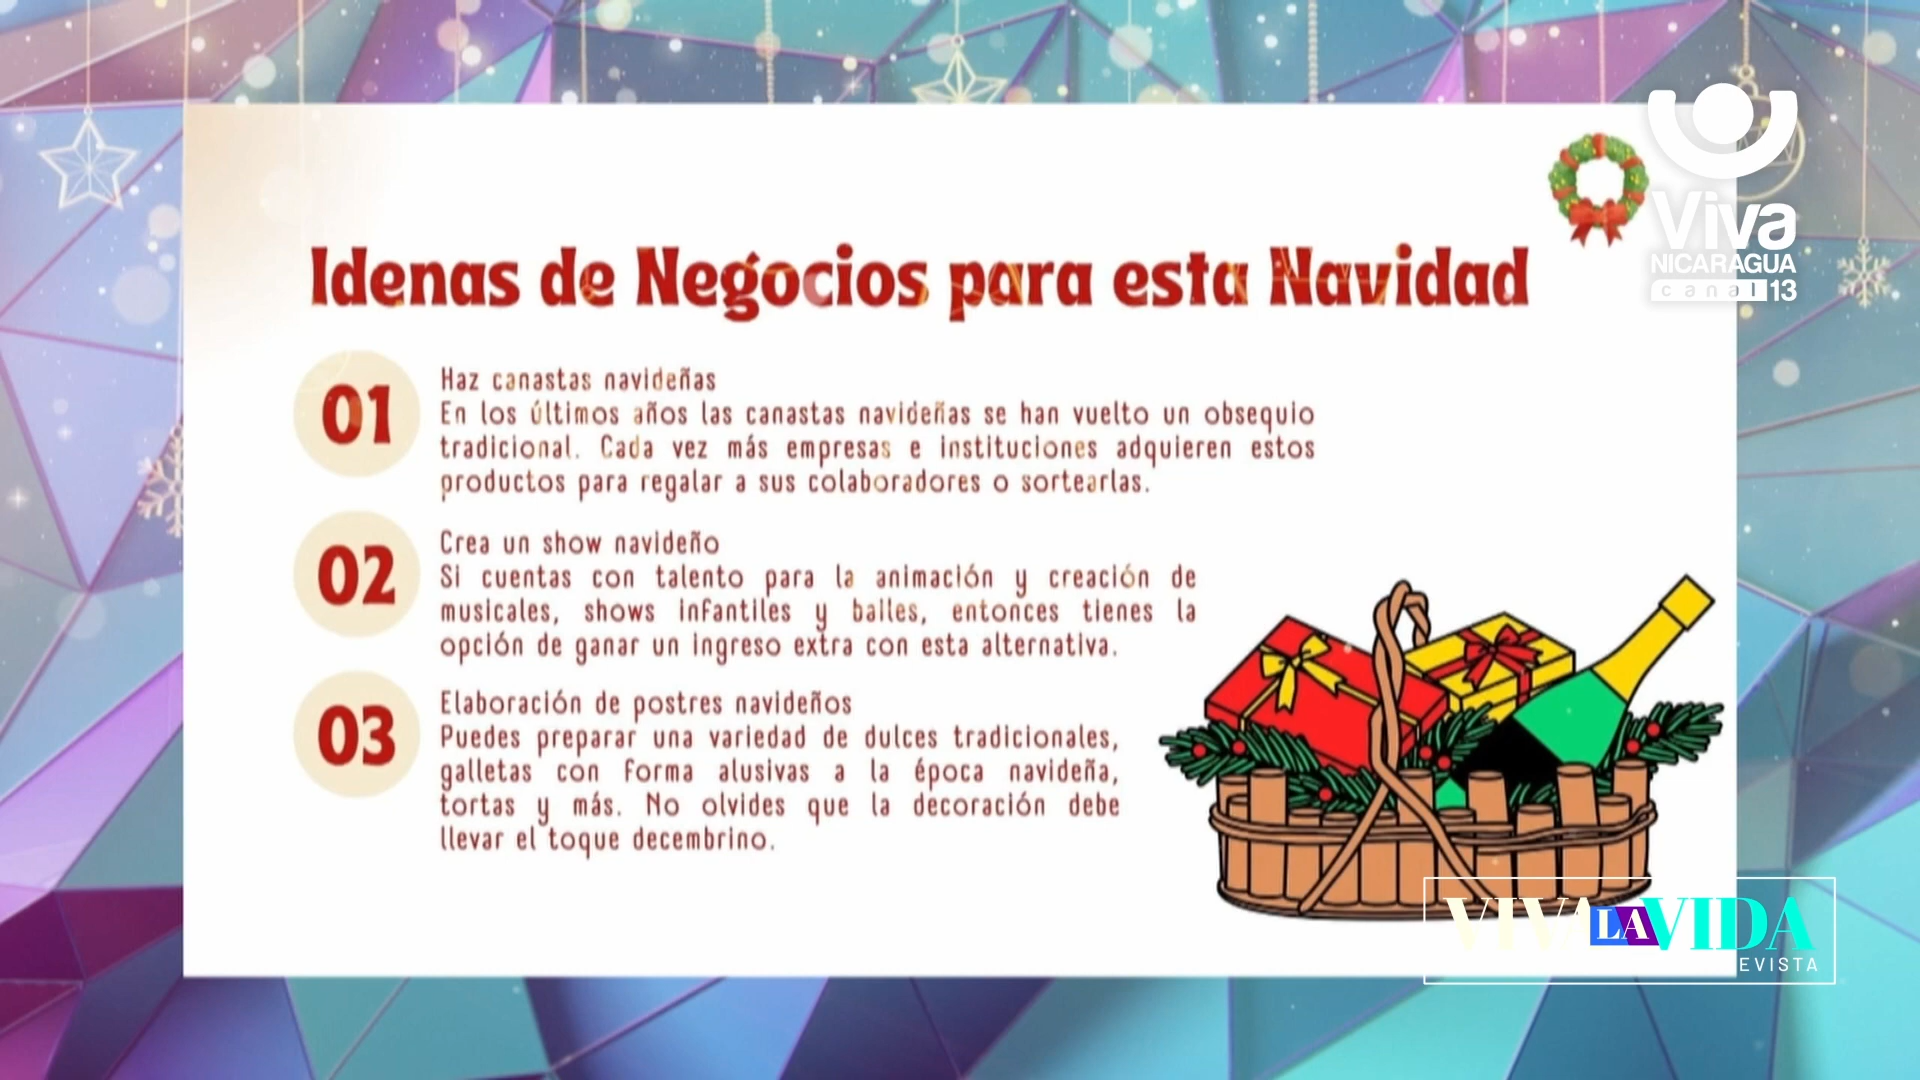 Idenas de Negocios para esta Navidad
Viva
NICARAGUA
canal 13
01
Haz canastas navideñas
En los últimos años las canastas navideñas se han vuelto un obsequio
tradicional. Cada vez más empresas e instituciones adquieren estos
productos para regalar a sus colaboradores o sortearlas.
02
Crea un show navideño
Si cuentas con talento para la animación y creación de
musicales, shows infantiles y bailes, entonces tienes la
opción de ganar un ingreso extra con esta alternativa.
03
Elaboración de postres navideños
Puedes preparar una variedad de dulces tradicionales,
galletas con forma alusivas a la época navideña,
tortas y más. No olvides que la decoración debe
llevar el toque decembrino.
VIVA LA VIDA
EVISTA